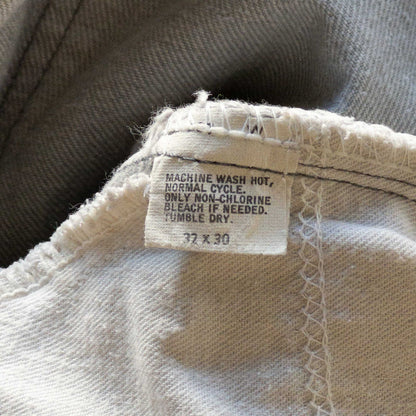 MACHINE WASH HOT,
NORMAL CYCLE.
ONLY NON-CHLORINE
BLEACH IF NEEDED.
TUMBLE DRY.
32 x 30